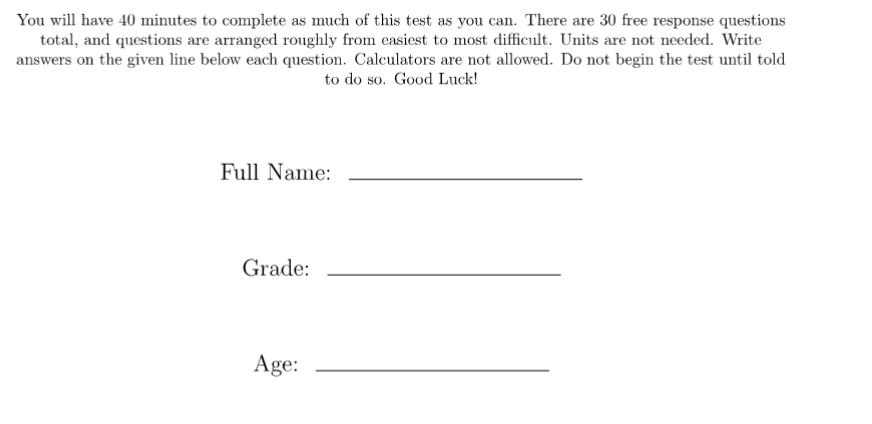 You will have 40 minutes to complete as much of this test as you can. There are 30 free response questions
total, and questions are arranged roughly from easiest to most difficult. Units are not needed. Write
answers on the given line below each question. Calculators are not allowed. Do not begin the test until told
to do so. Good Luck!
Full Name:
Grade:
Age: